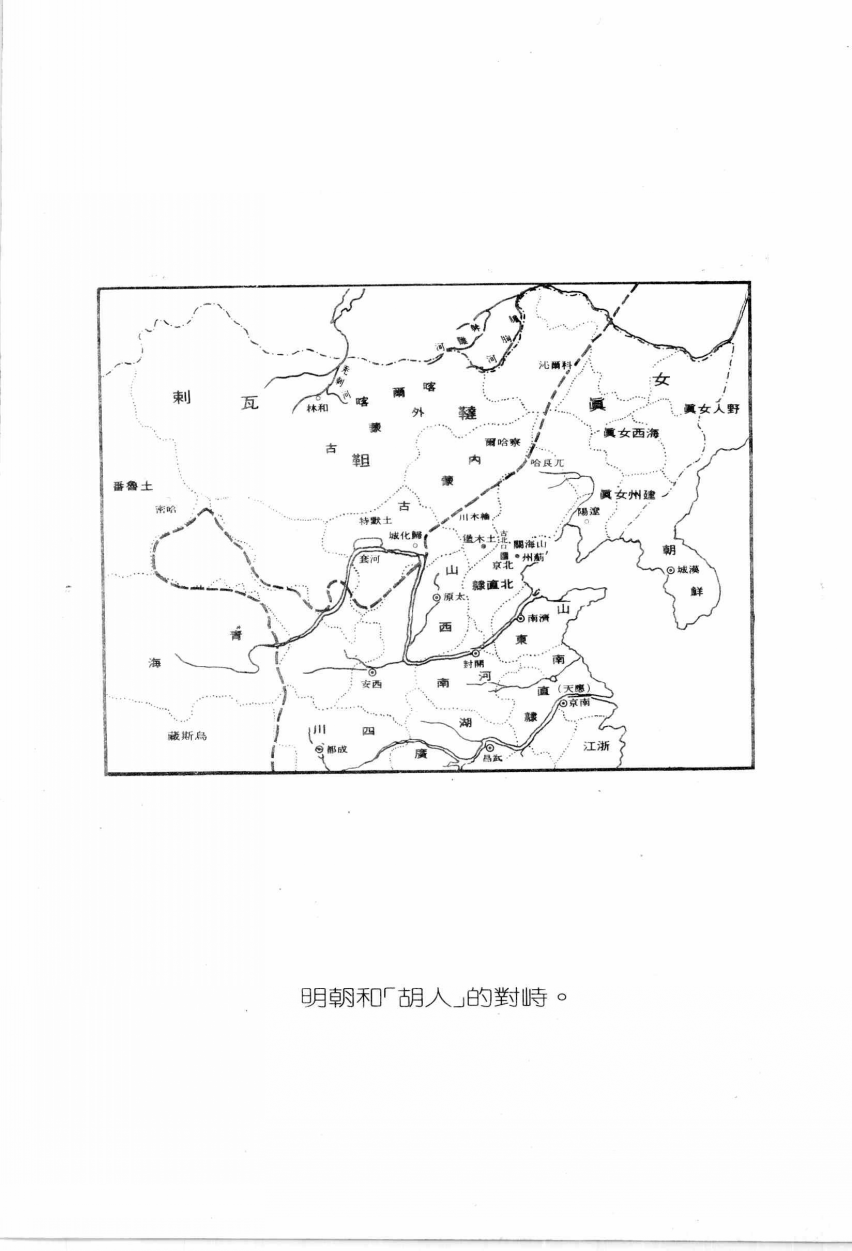 女眞
野人女眞
海西女眞
建州女眞
科爾沁
瓦剌
韃靼
喀爾喀
外蒙古
內蒙古
和林
察哈爾
兀良哈
土魯番
哈密
土默特
歸化城
河套
榆木川
土木堡
山海關
薊州
北京
遼陽
朝鮮
漢城
北直隸
山西
太原
山東
濟南
開封
河南
南直隸
(應天)
南京
西安
青海
烏斯藏
四川
成都
湖廣
武昌
浙江
明朝和「胡人」的對峙。